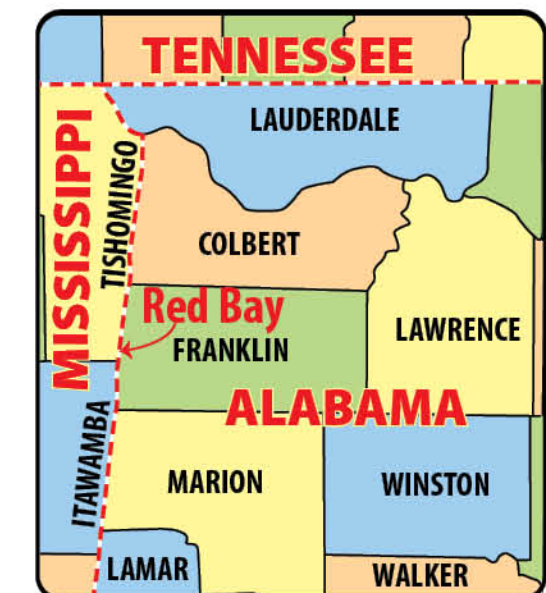 TENNESSEE
LAUDERDALE
MISSISSIPPI
TISHOMINGO
COLBERT
Red Bay
FRANKLIN
LAWRENCE
ALABAMA
ITAWAMBA
MARION
WINSTON
LAMAR
WALKER